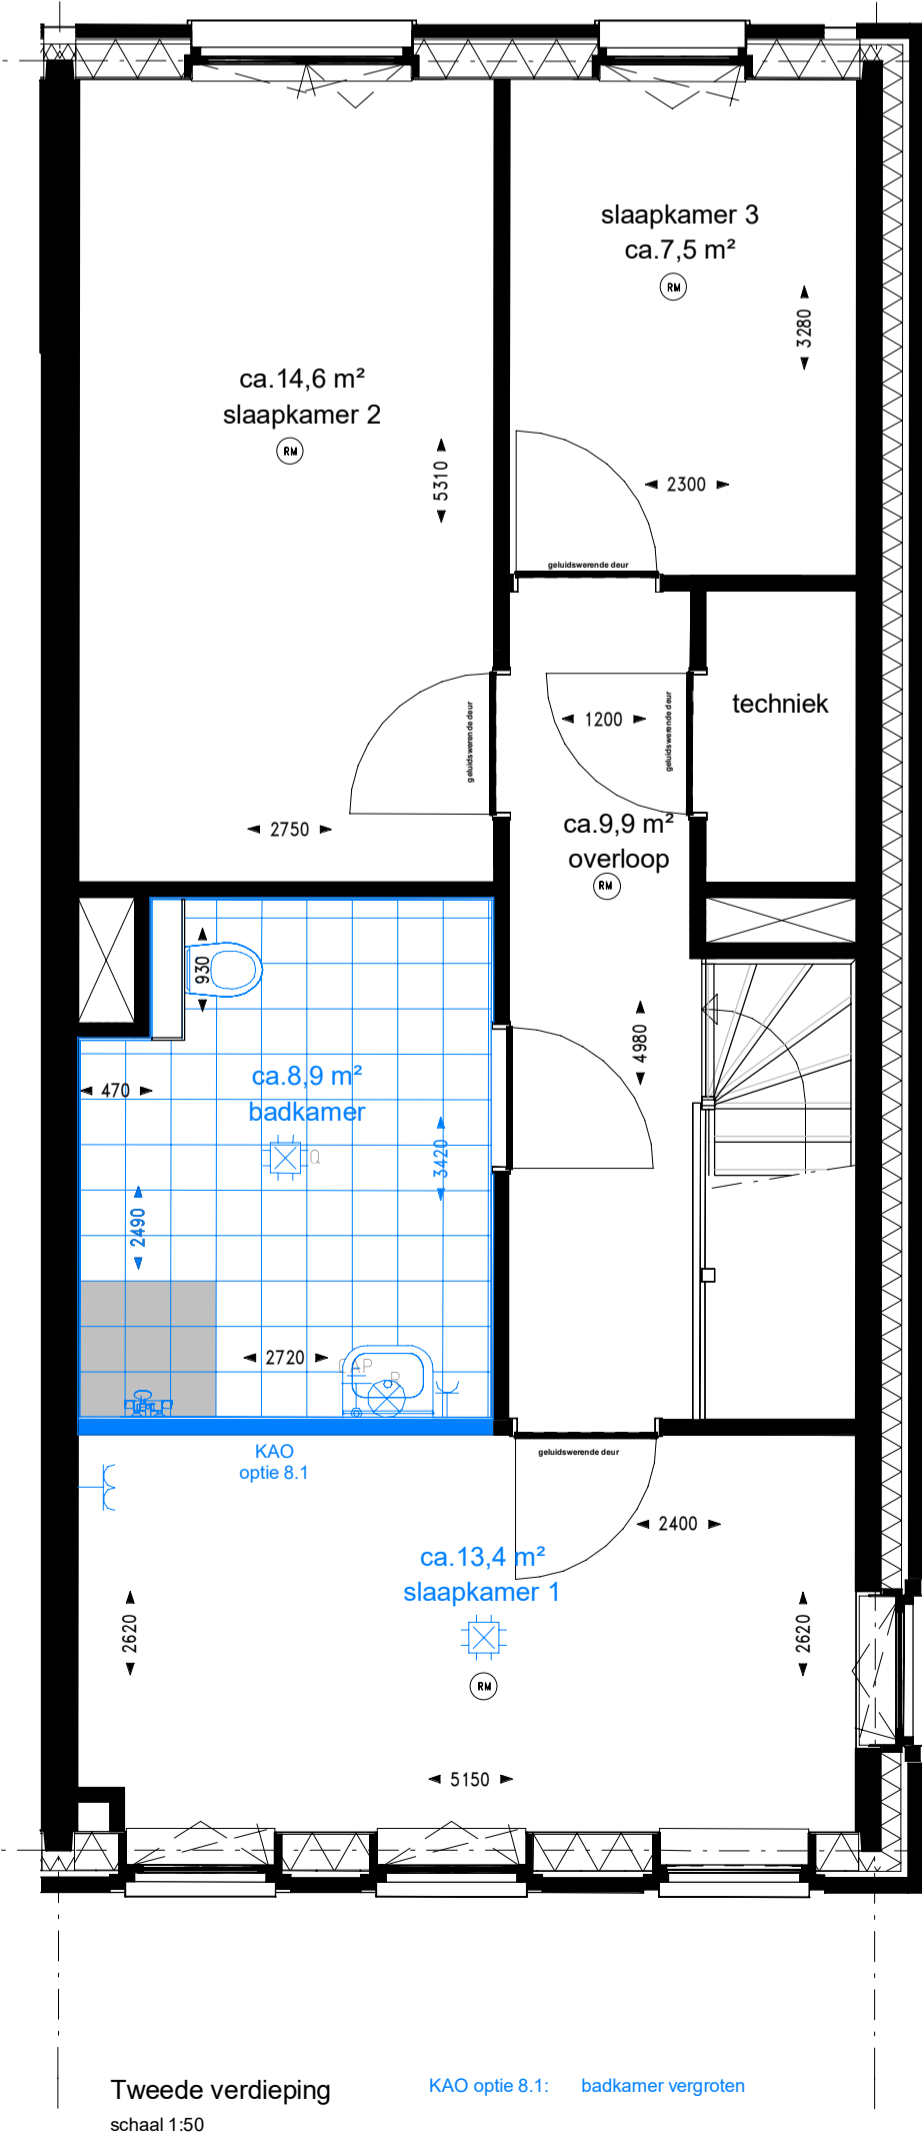 slaapkamer 3
ca.7,5 m²
RM
3280
ca.14,6 m²
slaapkamer 2
RM
5310
2300
geluidswerende deur
techniek
geluidswerende deur
1200
geluidswerende deur
2750
ca.9,9 m²
overloop
RM
930
4980
ca.8,9 m²
badkamer
470
3420
Q
2490
2720
CAP
R
KAO
optie 8.1
geluidswerende deur
2400
ca.13,4 m²
slaapkamer 1
2620
2620
RM
5150
Tweede verdieping
schaal 1:50
KAO optie 8.1: badkamer vergroten